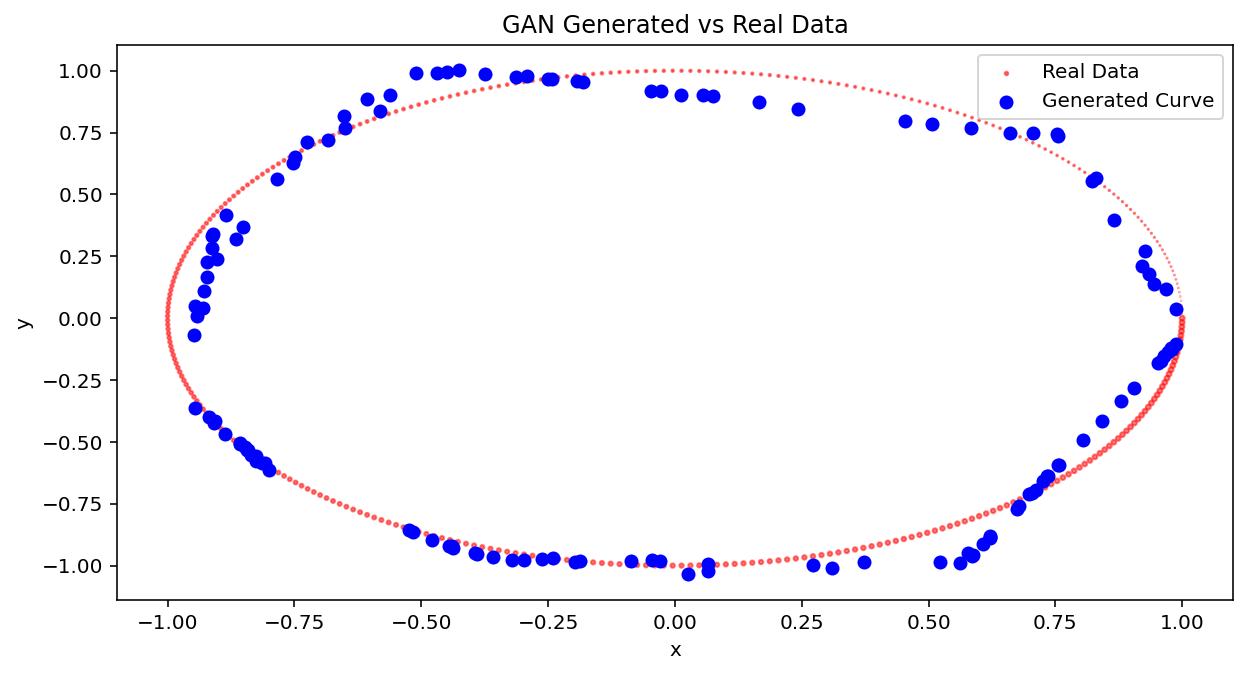 GAN Generated vs Real Data
Real Data
Generated Curve
1.00
0.75
0.50
0.25
0.00
−0.25
−0.50
−0.75
−1.00
y
−1.00 −0.75 −0.50 −0.25 0.00 0.25 0.50 0.75 1.00
x